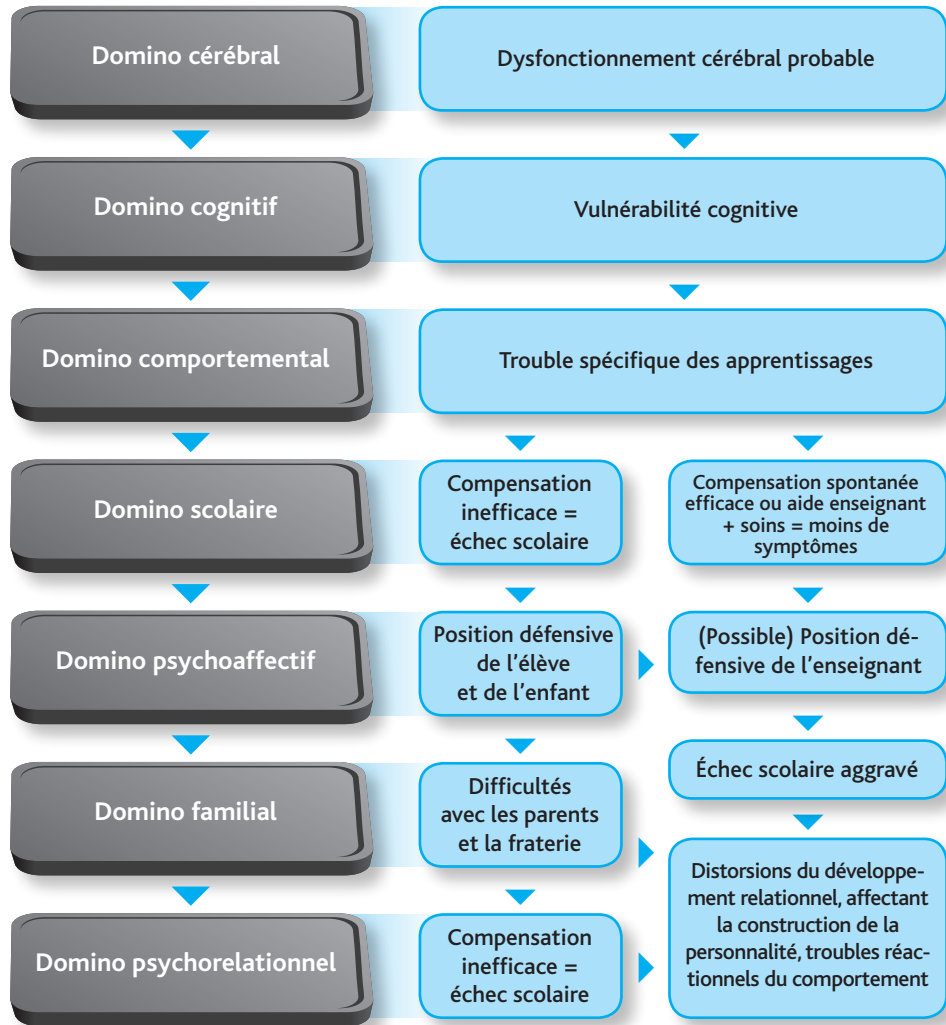 Domino cérébral
Dysfonctionnement cérébral probable
Domino cognitif
Vulnérabilité cognitive
Domino comportemental
Trouble spécifique des apprentissages
Domino scolaire
Compensation
inefficace =
échec scolaire
Compensation spontanée
efficace ou aide enseignant
+ soins = moins de
symptômes
Domino psychoaffectif
Position défensive
de l’élève
et de l’enfant
(Possible) Position dé-
fensive de l’enseignant
Échec scolaire aggravé
Domino familial
Difficultés
avec les parents
et la fraterie
Distorsions du développe-
ment relationnel, affectant
la construction de la
personnalité, troubles réac-
tionnels du comportement
Domino psychorelationnel
Compensation
inefficace =
échec scolaire